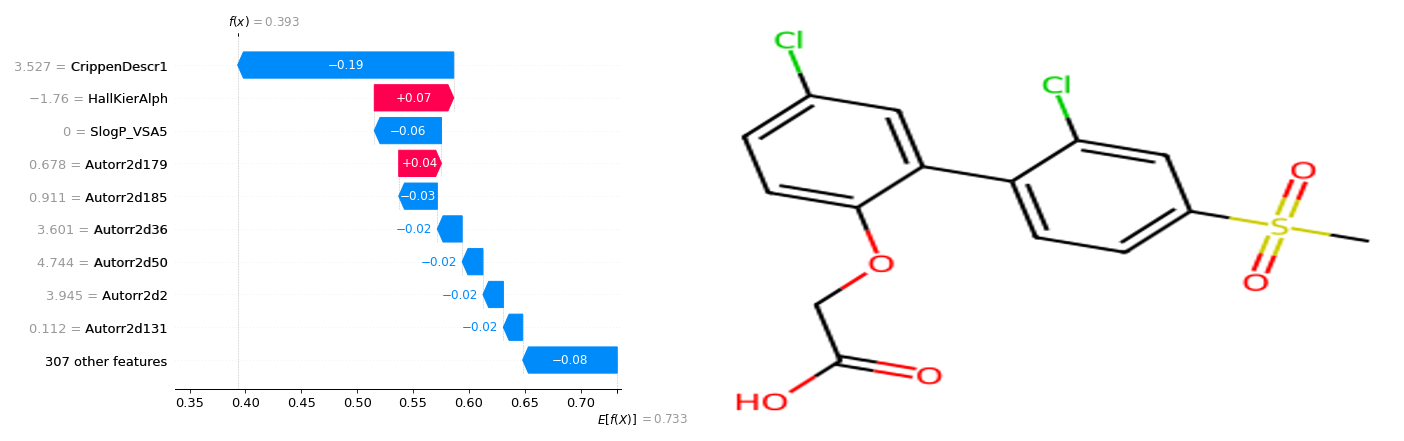 f(x) = 0.393
3.527 = CrippenDescr1
−0.19
−1.76 = HallKierAlph
+0.07
0 = SlogP_VSA5
−0.06
0.678 = Autorr2d179
+0.04
0.911 = Autorr2d185
−0.03
3.601 = Autorr2d36
−0.02
4.744 = Autorr2d50
−0.02
3.945 = Autorr2d2
−0.02
0.112 = Autorr2d131
−0.02
307 other features
−0.08
0.35 0.40 0.45 0.50 0.55 0.60 0.65 0.70
E[f(X)] = 0.733
Cl
Cl
O
S
O
O
O
HO